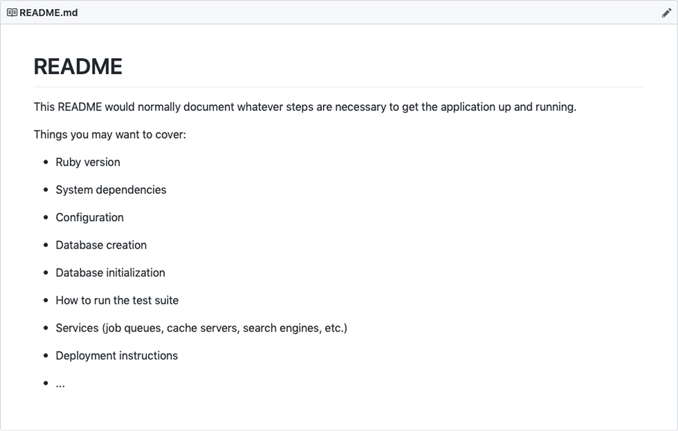 README.md
README
This README would normally document whatever steps are necessary to get the application up and running.
Things you may want to cover:
Ruby version
System dependencies
Configuration
Database creation
Database initialization
How to run the test suite
Services (job queues, cache servers, search engines, etc.)
Deployment instructions
...